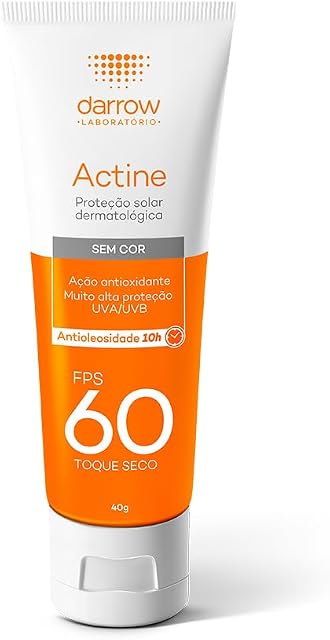 darrow
•LABORATÓRIO•
Actine
Proteção solar
dermatológica
SEM COR
Ação antioxidante
Muito alta proteção
UVA/UVB
Antioleosidade 10h
FPS
60
TOQUE SECO
40g